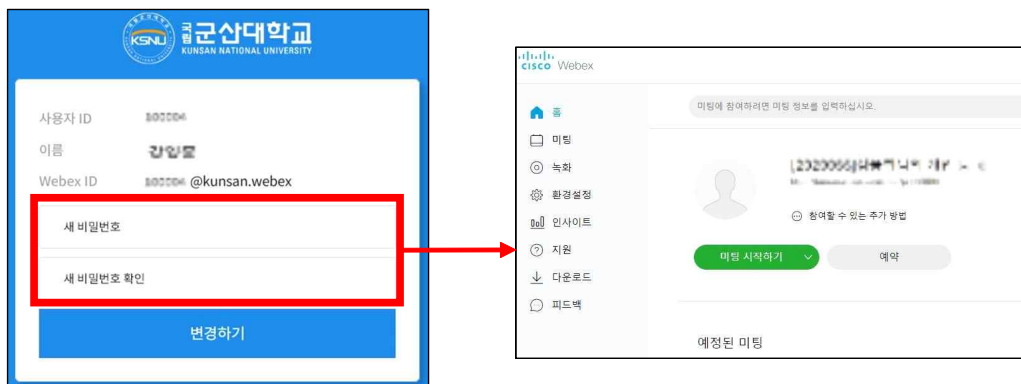 KSNU
국립군산대학교
KUNSAN NATIONAL UNIVERSITY
사용자 ID
이름
Webex ID @kunsan.webex
새 비밀번호
새 비밀번호 확인
변경하기
CISCO Webex
미팅에 참여하려면 미팅 정보를 입력하십시오.
홈
미팅
녹화
환경설정
인사이트
지원
다운로드
피드백
참여할 수 있는 추가 방법
미팅 시작하기
예약
예정된 미팅